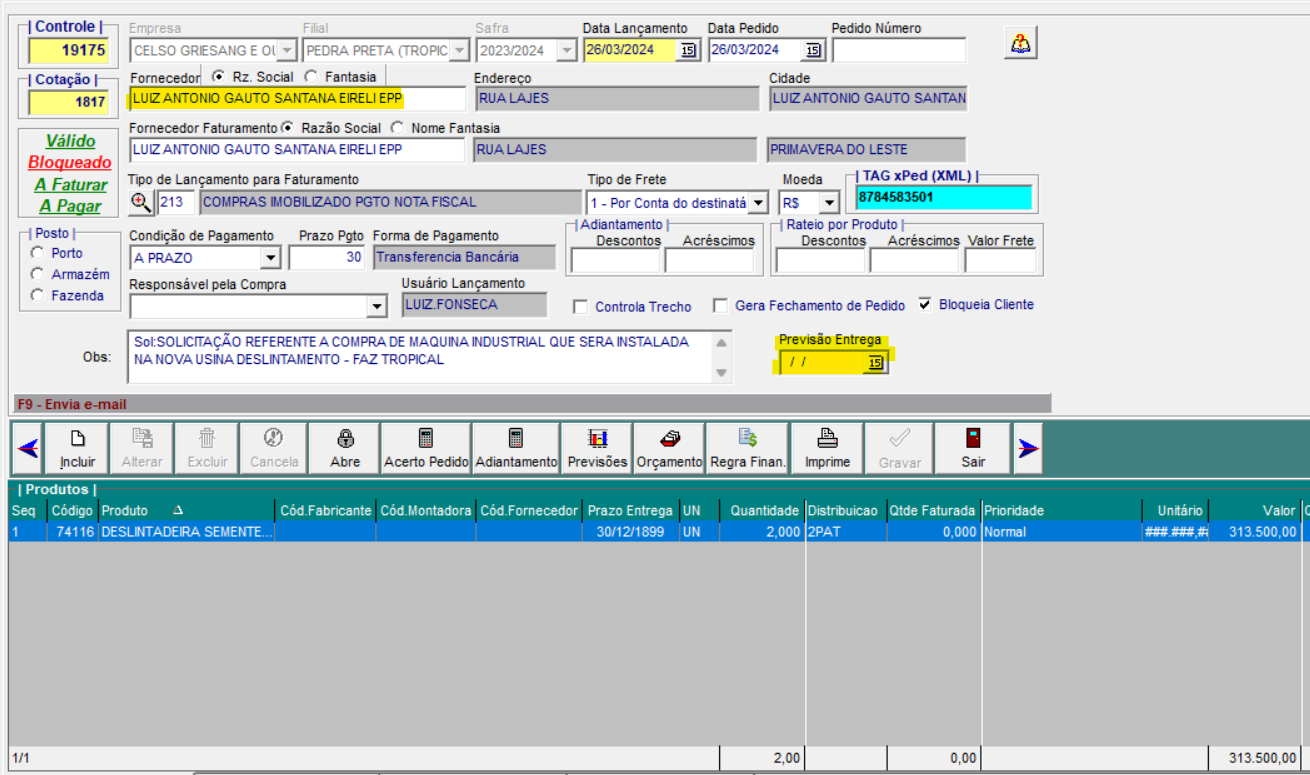 Controle
19175
Empresa
CELSO GRIESANG E OU
Filial
PEDRA PRETA (TROPIC
Safra
2023/2024
Data Lançamento
26/03/2024
15
Data Pedido
26/03/2024
15
Pedido Número
Cotação
1817
Fornecedor
Rz. Social
Fantasia
LUIZ ANTONIO GAUTO SANTANA EIRELI EPP
Endereço
RUA LAJES
Cidade
LUIZ ANTONIO GAUTO SANTAN
Válido
Bloqueado
A Faturar
A Pagar
Fornecedor Faturamento
Razão Social
Nome Fantasia
LUIZ ANTONIO GAUTO SANTANA EIRELI EPP
RUA LAJES
PRIMAVERA DO LESTE
Tipo de Lançamento para Faturamento
213
COMPRAS IMOBILIZADO PGTO NOTA FISCAL
Tipo de Frete
1 - Por Conta do destinatá
Moeda
R$
TAG xPed (XML)
8784583501
Posto
Porto
Armazém
Fazenda
Condição de Pagamento
A PRAZO
Prazo Pgto
30
Forma de Pagamento
Transferencia Bancária
Adiantamento
Descontos
Acréscimos
Rateio por Produto
Descontos
Acréscimos
Valor Frete
Responsável pela Compra
Usuário Lançamento
LUIZ.FONSECA
Controla Trecho
Gera Fechamento de Pedido
Bloqueia Cliente
Obs:
Sol:SOLICITAÇÃO REFERENTE A COMPRA DE MAQUINA INDUSTRIAL QUE SERA INSTALADA
NA NOVA USINA DESLINTAMENTO - FAZ TROPICAL
Previsão Entrega
/ /
15
F9 - Envia e-mail
Incluir
Alterar
Excluir
Cancela
Abre
Acerto Pedido
Adiantamento
Previsões
Orçamento
Regra Finan.
Imprime
Gravar
Sair
Produtos
Seq Código Produto Cód.Fabricante Cód.Montadora Cód.Fornecedor Prazo Entrega UN Quantidade Distribuicao Qtde Faturada Prioridade Unitário Valor
1 74116 DESLINTADEIRA SEMENTE... 30/12/1899 UN 2,000 2PAT 0,000 Normal ###.###,# 313.500,00
1/1 2,00 0,00 313.500,00